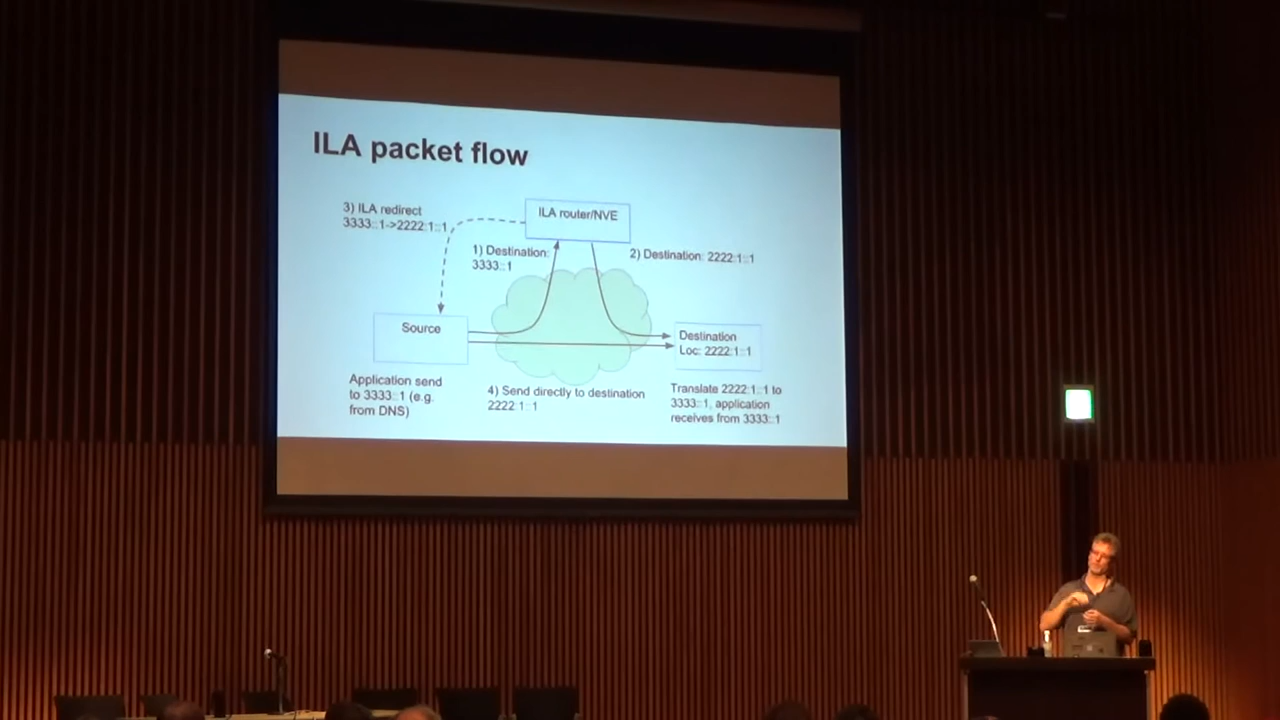 ILA packet flow
3) ILA redirect
3333::1->2222:1::1
ILA router/NVE
1) Destination:
3333::1
2) Destination: 2222:1::1
Source
Destination
Loc: 2222:1::1
Application send
to 3333::1 (e.g.
from DNS)
4) Send directly to destination
2222:1::1
Translate 2222:1::1 to
3333::1, application
receives from 3333::1